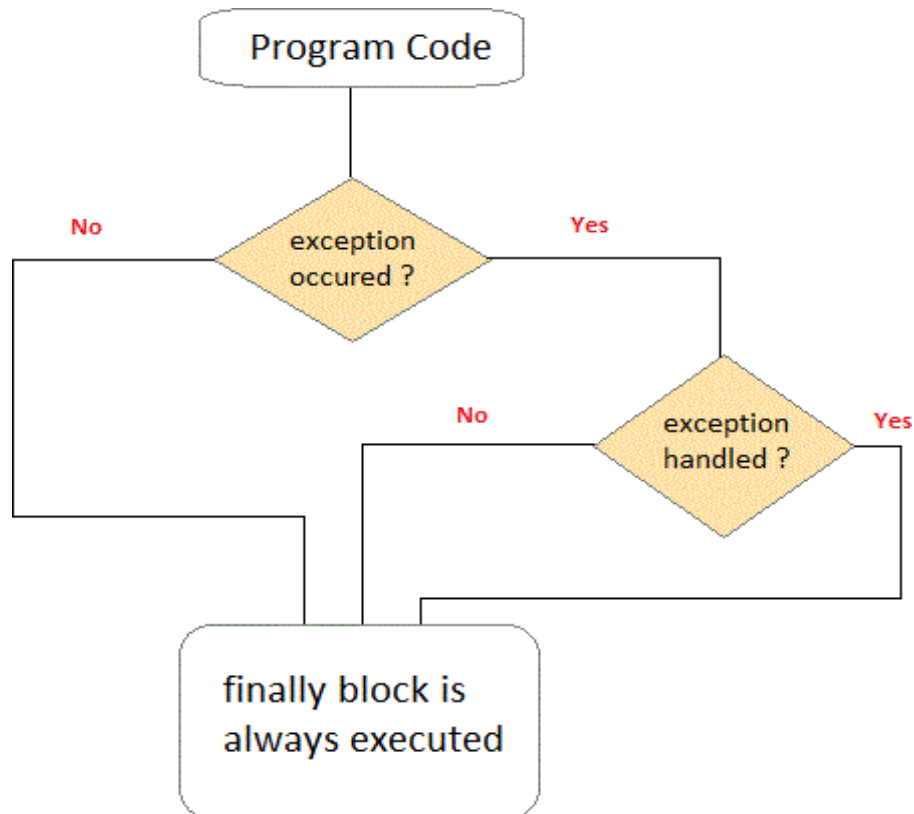 Program Code
No
Yes
exception
occured ?
No
Yes
exception
handled ?
finally block is
always executed